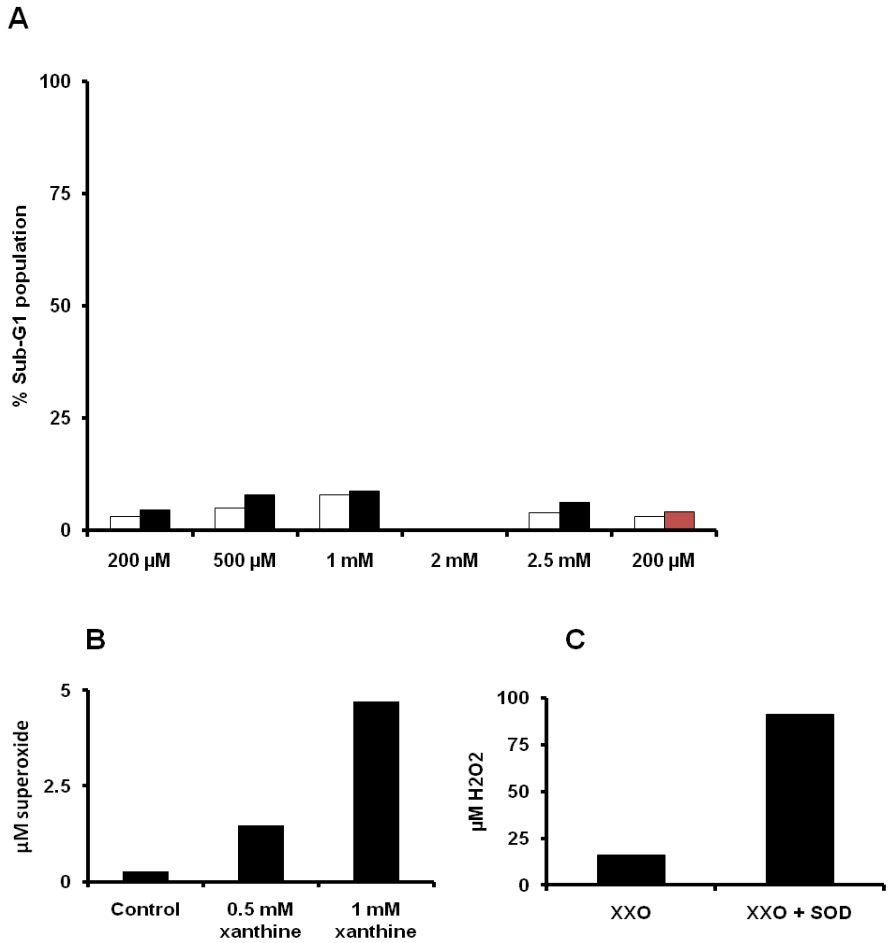 A
100
75
50
25
0
% Sub-G1 population
200 µM 500 µM 1 mM 2 mM 2.5 mM 200 µM
B
5
2.5
0
µM superoxide
Control 0.5 mM 1 mM
xanthine xanthine
C
100
75
50
25
0
µM H2O2
XXO XXO + SOD